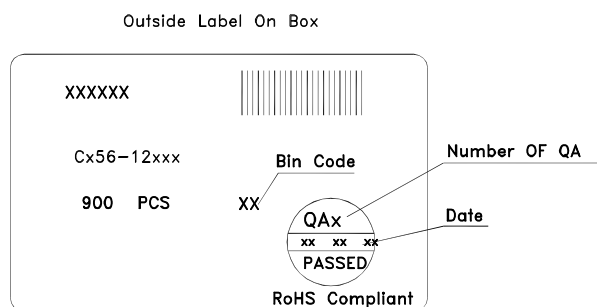 Outside Label On Box
XXXXXX
Cx56-12xxx
Bin Code
Number OF QA
900 PCS
XX
QAx
Date
xx xx xx
PASSED
RoHS Compliant